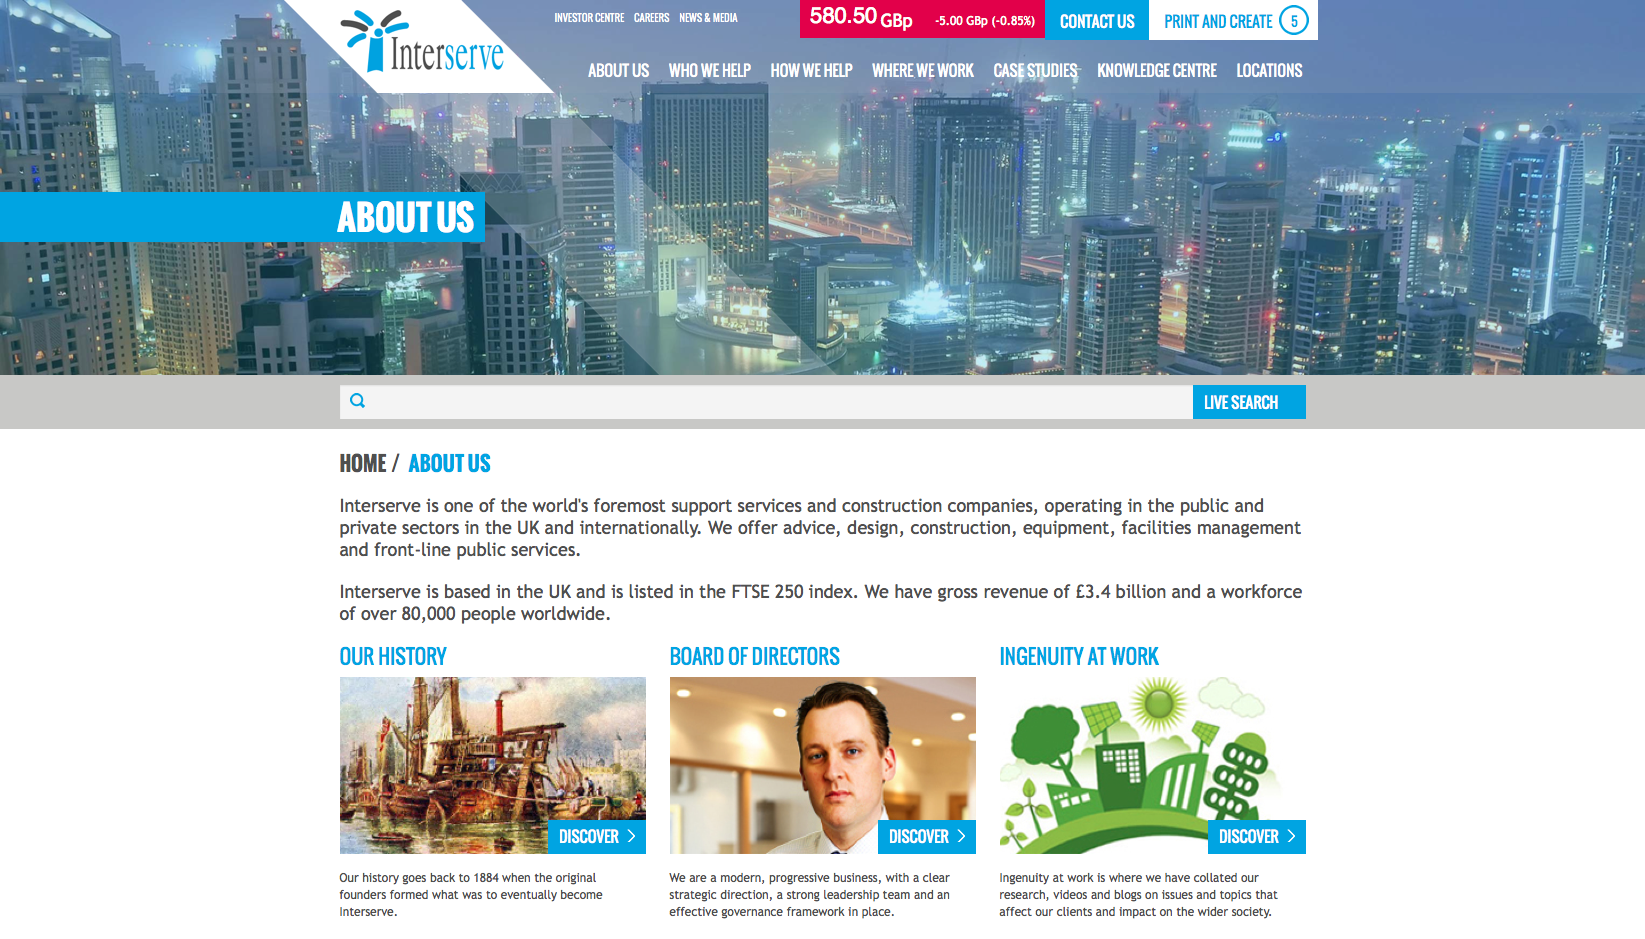 Interserve
INVESTOR CENTRE CAREERS NEWS & MEDIA
580.50 GBp -5.00 GBp (-0.85%)
CONTACT US
PRINT AND CREATE 5
ABOUT US WHO WE HELP HOW WE HELP WHERE WE WORK CASE STUDIES KNOWLEDGE CENTRE LOCATIONS
ABOUT US
LIVE SEARCH
HOME / ABOUT US
Interserve is one of the world's foremost support services and construction companies, operating in the public and
private sectors in the UK and internationally. We offer advice, design, construction, equipment, facilities management
and front-line public services.
Interserve is based in the UK and is listed in the FTSE 250 index. We have gross revenue of £3.4 billion and a workforce
of over 80,000 people worldwide.
OUR HISTORY
DISCOVER
Our history goes back to 1884 when the original
founders formed what was to eventually become
Interserve.
BOARD OF DIRECTORS
DISCOVER
We are a modern, progressive business, with a clear
strategic direction, a strong leadership team and an
effective governance framework in place.
INGENUITY AT WORK
DISCOVER
Ingenuity at work is where we have collated our
research, videos and blogs on issues and topics that
affect our clients and impact on the wider society.